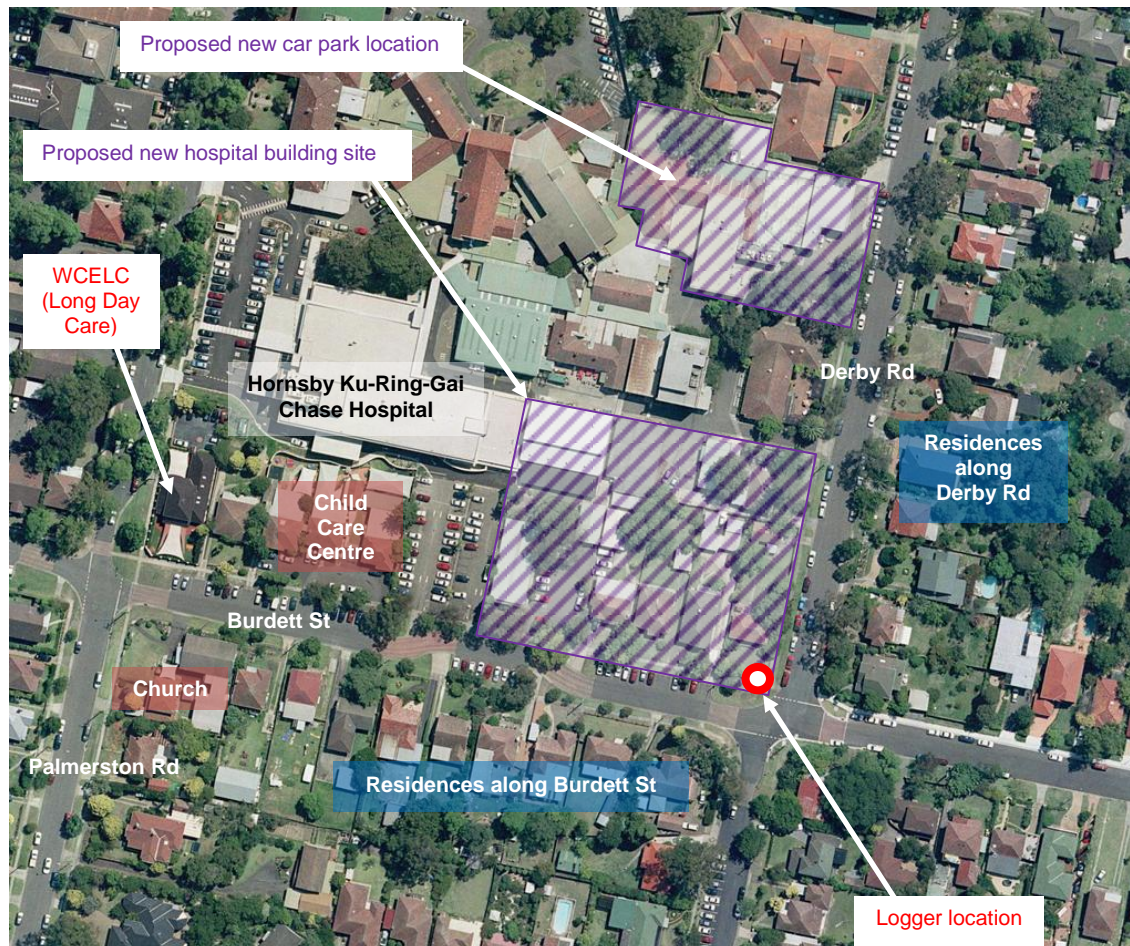 Proposed new car park location
Proposed new hospital building site
WCELC
(Long Day
Care)
Hornsby Ku-Ring-Gai
Chase Hospital
Derby Rd
Residences
along
Derby Rd
Child
Care
Centre
Burdett St
Church
Palmerston Rd
Residences along Burdett St
Logger location